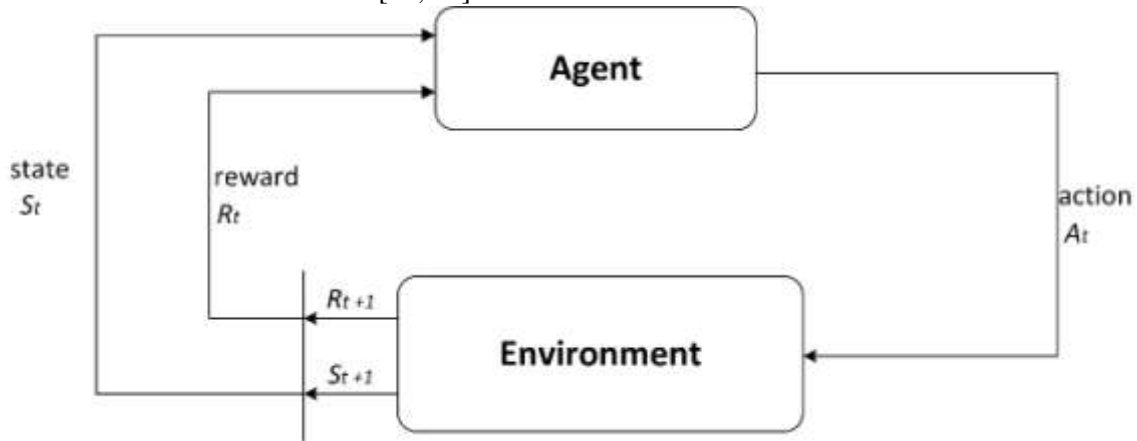 Agent
state
St
reward
Rt
action
At
Rt+1
Environment
St+1